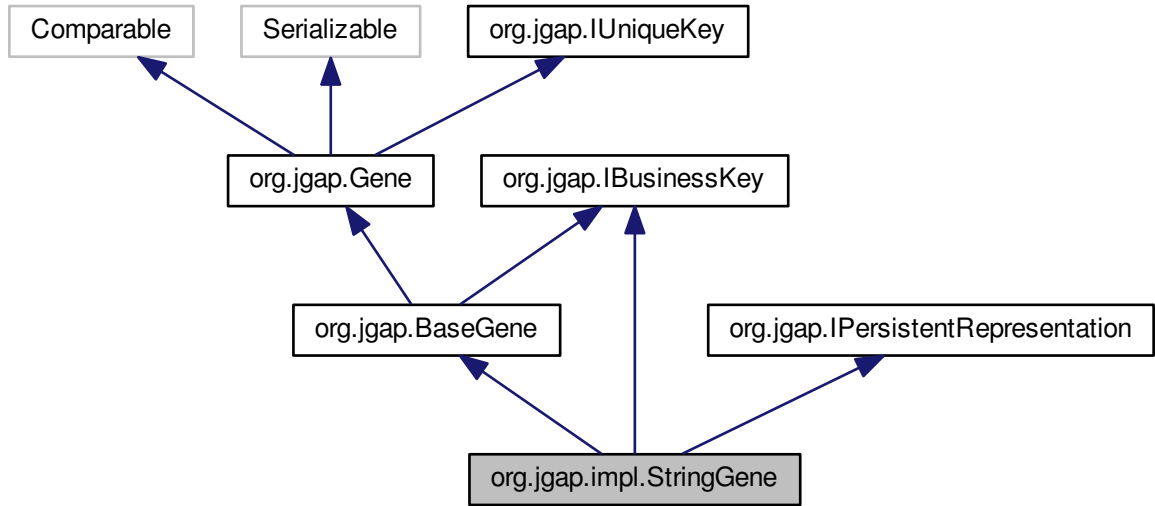 Comparable
Serializable
org.jgap.IUniqueKey
org.jgap.Gene
org.jgap.IBusinessKey
org.jgap.BaseGene
org.jgap.IPersistentRepresentation
org.jgap.impl.StringGene